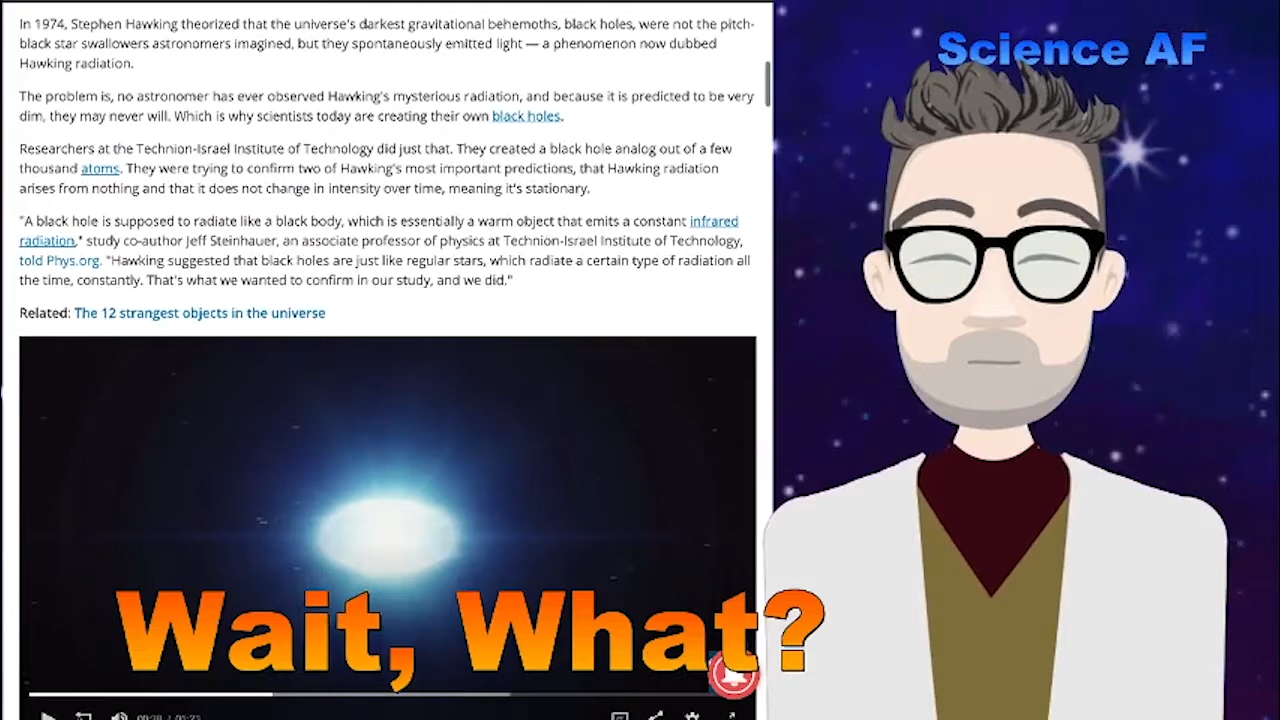 In 1974, Stephen Hawking theorized that the universe's darkest gravitational behemoths, black holes, were not the pitch-
black star swallowers astronomers imagined, but they spontaneously emitted light — a phenomenon now dubbed
Hawking radiation.
The problem is, no astronomer has ever observed Hawking's mysterious radiation, and because it is predicted to be very
dim, they may never will. Which is why scientists today are creating their own black holes.
Researchers at the Technion-Israel Institute of Technology did just that. They created a black hole analog out of a few
thousand atoms. They were trying to confirm two of Hawking's most important predictions, that Hawking radiation
arises from nothing and that it does not change in intensity over time, meaning it's stationary.
"A black hole is supposed to radiate like a black body, which is essentially a warm object that emits a constant infrared
radiation," study co-author Jeff Steinhauer, an associate professor of physics at Technion-Israel Institute of Technology,
told Phys.org. "Hawking suggested that black holes are just like regular stars, which radiate a certain type of radiation all
the time, constantly. That's what we wanted to confirm in our study, and we did."
Related: The 12 strangest objects in the universe
Wait, What?
Science AF